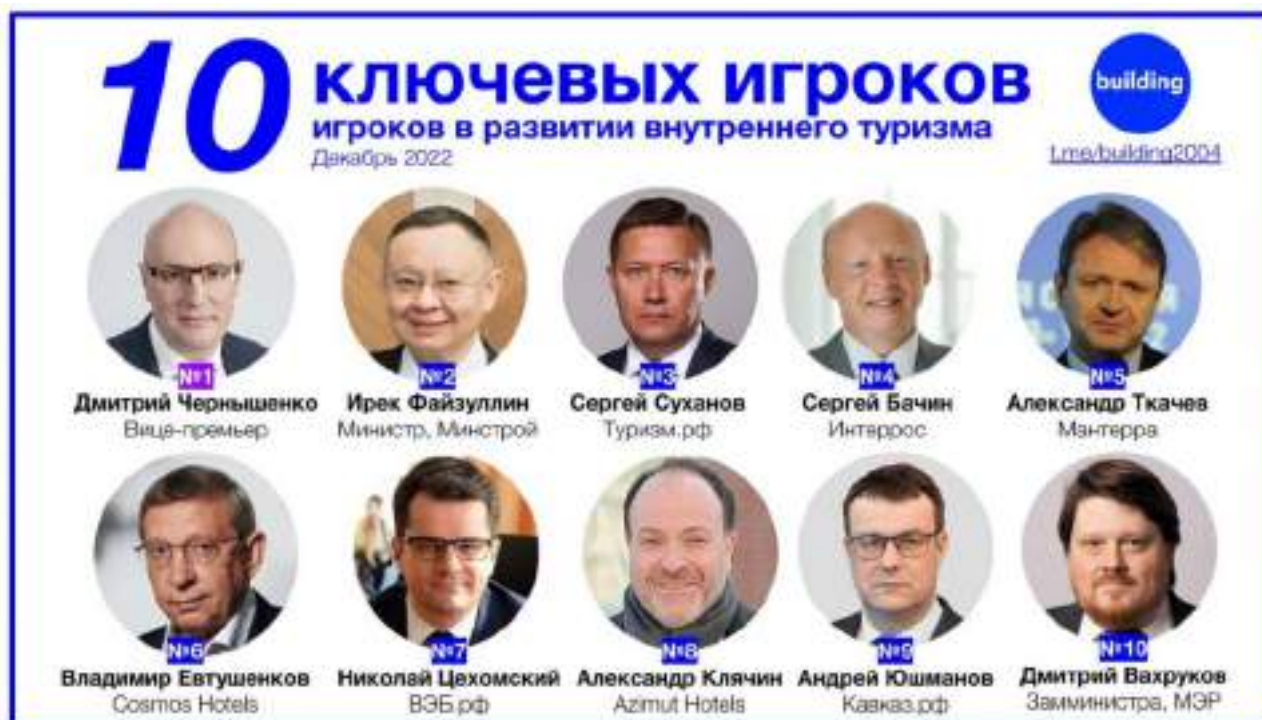 10 ключевых игроков
игроков в развитии внутреннего туризма
Декабрь 2022
building
t.me/building2004
№1
№2
№3
№4
№5
Дмитрий Чернышенко
Ирек Файзуллин
Сергей Суханов
Сергей Бачин
Александр Ткачев
Вице-премьер
Министр, Минстрой
Туризм.рф
Интеррос
Мантерра
№6
№7
№8
№9
№10
Владимир Евтушенков
Николай Цехомский
Александр Клячин
Андрей Юшманов
Дмитрий Вахруков
Cosmos Hotels
ВЭБ.рф
Azimut Hotels
Кавказ.рф
Замминистра, МЭР